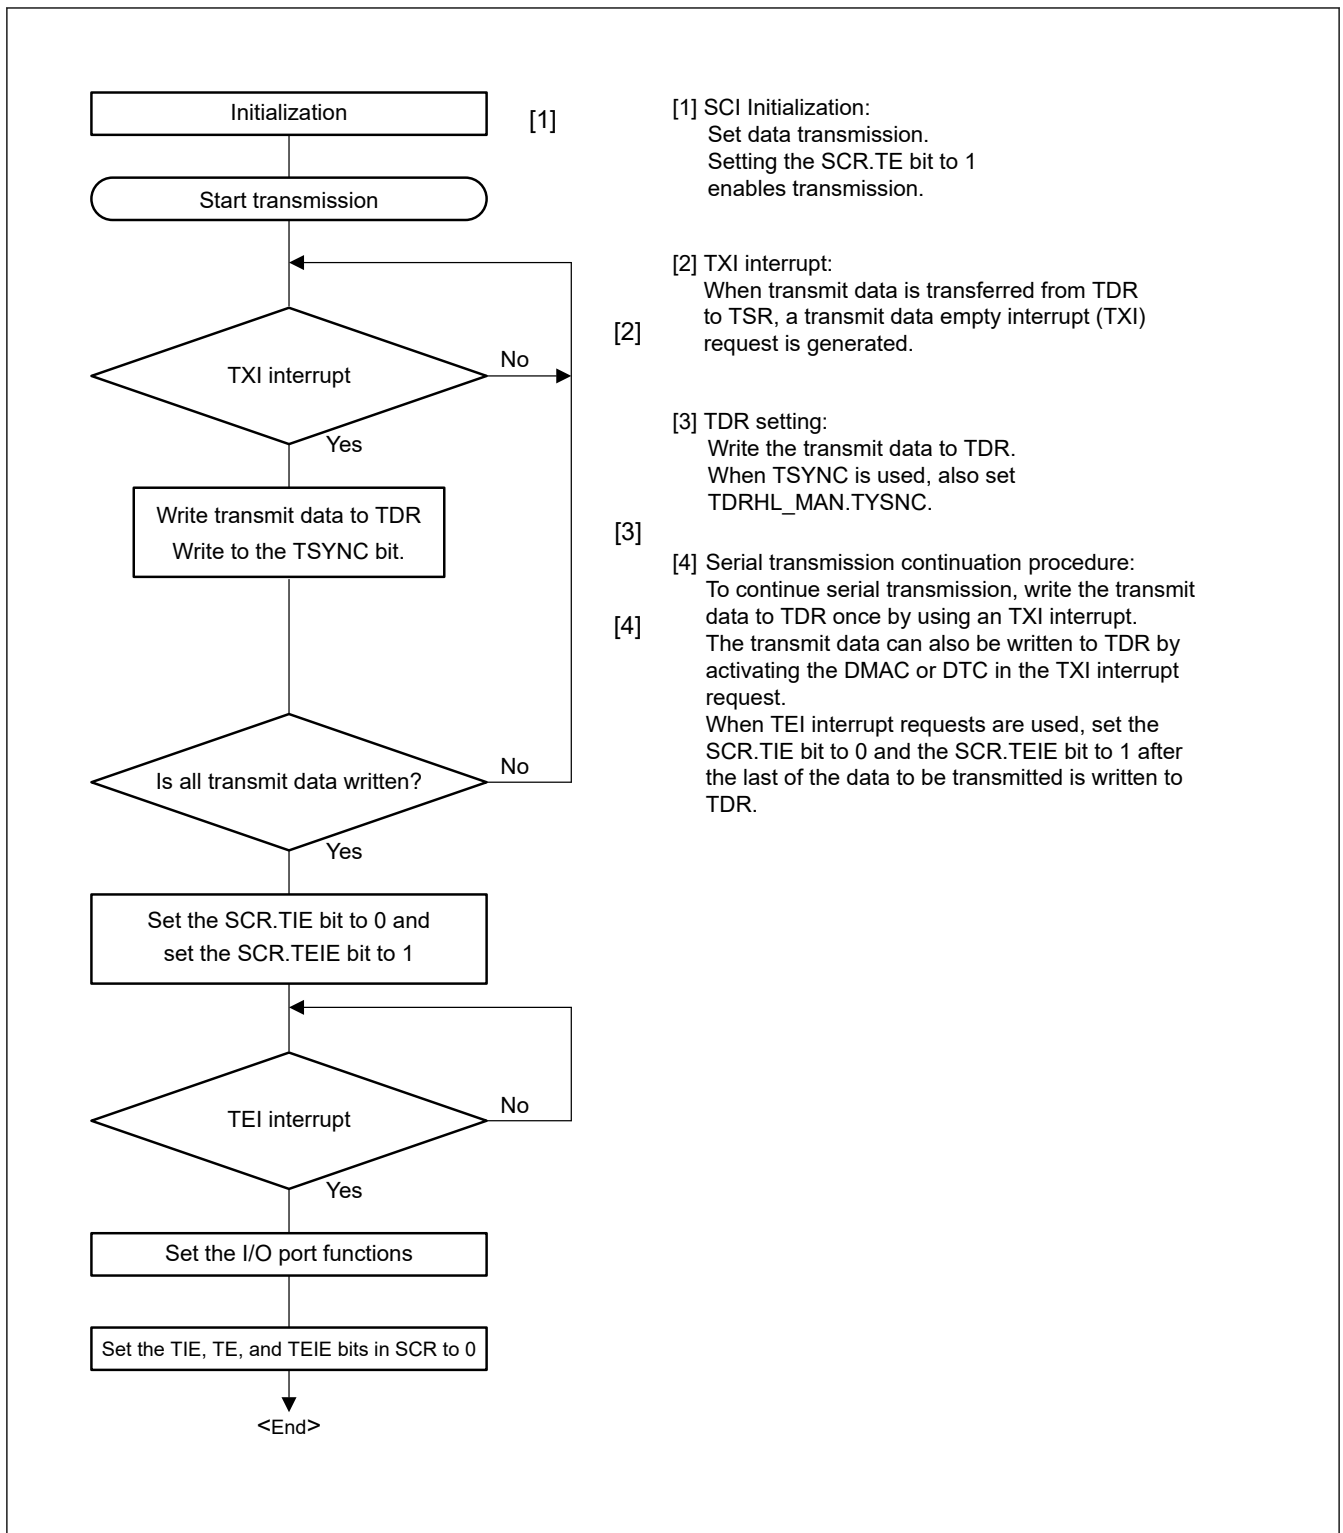 Initialization
[1]
Start transmission
[2]
TXI interrupt
No
Yes
Write transmit data to TDR
Write to the TSYNC bit.
[3]
[4]
Is all transmit data written?
No
Yes
Set the SCR.TIE bit to 0 and
set the SCR.TEIE bit to 1
TEI interrupt
No
Yes
Set the I/O port functions
Set the TIE, TE, and TEIE bits in SCR to 0
<End>
[1] SCI Initialization:
Set data transmission.
Setting the SCR.TE bit to 1
enables transmission.
[2] TXI interrupt:
When transmit data is transferred from TDR
to TSR, a transmit data empty interrupt (TXI)
request is generated.
[3] TDR setting:
Write the transmit data to TDR.
When TSYNC is used, also set
TDRHL_MAN.TYSNC.
[4] Serial transmission continuation procedure:
To continue serial transmission, write the transmit
data to TDR once by using an TXI interrupt.
The transmit data can also be written to TDR by
activating the DMAC or DTC in the TXI interrupt
request.
When TEI interrupt requests are used, set the
SCR.TIE bit to 0 and the SCR.TEIE bit to 1 after
the last of the data to be transmitted is written to
TDR.